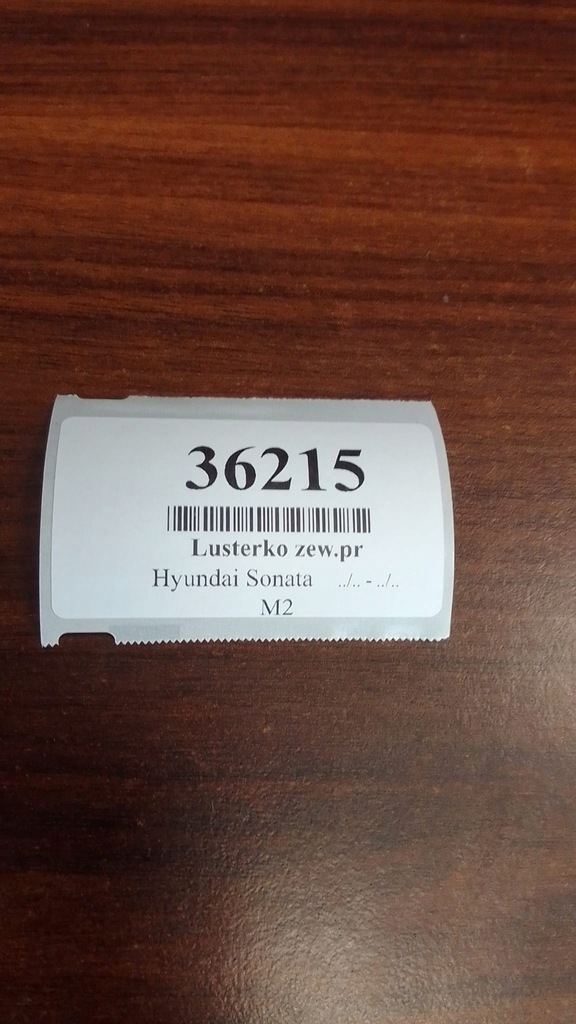 36215
Lusterko zew.pr
Hyundai Sonata ../.. - ../..
M2